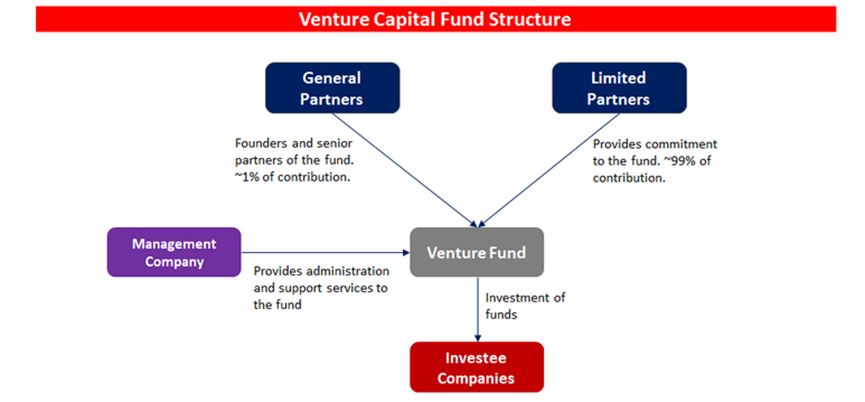 Venture Capital Fund Structure
General
Partners
Limited
Partners
Founders and senior
partners of the fund.
~1% of contribution.
Provides commitment
to the fund. ~99% of
contribution.
Management
Company
Venture Fund
Provides administration
and support services to
the fund
Investment of
funds
Investee
Companies